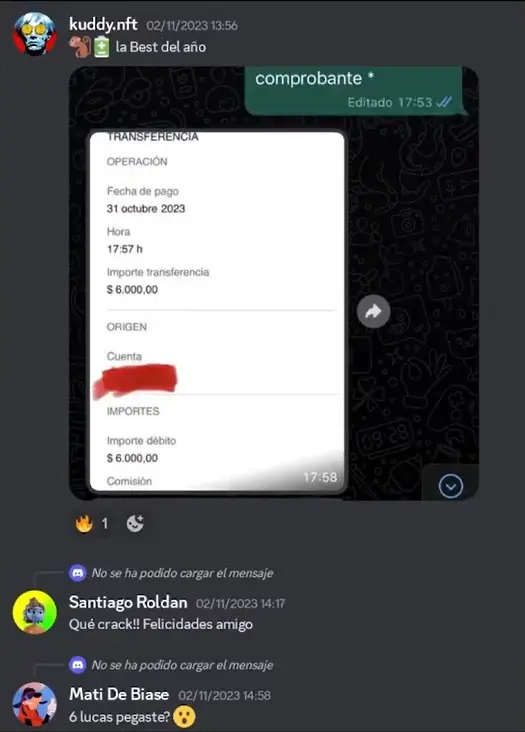 kuddy.nft 02/11/2023 13:56
la Best del año
comprobante *
Editado 17:53
TRANSFERENCIA
OPERACIÓN
Fecha de pago
31 octubre 2023
Hora
17:57 h
Importe transferencia
$ 6.000,00
ORIGEN
Cuenta
IMPORTES
Importe débito
$ 6.000,00
Comisión
17:58
1
No se ha podido cargar el mensaje
Santiago Roldan 02/11/2023 14:17
Qué crack!! Felicidades amigo
No se ha podido cargar el mensaje
Mati De Biase 02/11/2023 14:58
6 lucas pegaste? 😮